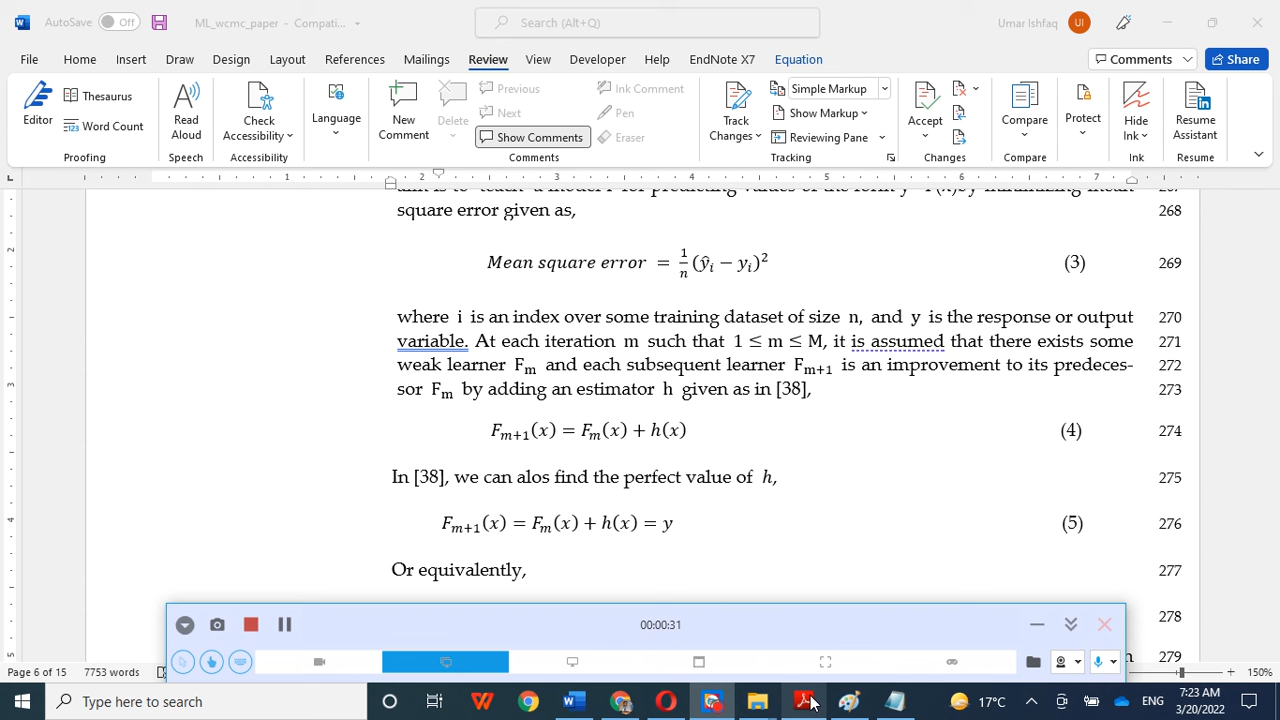 AutoSave Off ML_wcmc_paper - Compati... Search (Alt+Q) Umar Ishfaq UI
File Home Insert Draw Design Layout References Mailings Review View Developer Help EndNote X7 Equation Comments Share
Editor Thesaurus Word Count Read Aloud Check Accessibility Language New Comment Delete Previous Next Show Comments Ink Comment Pen Eraser Track Changes Simple Markup Show Markup Reviewing Pane Accept Compare Protect Hide Ink Resume Assistant
Proofing Speech Accessibility Comments Tracking Changes Compare Ink Resume
1 2 3 4 5 6 7
square error given as, 268
Mean square error = 1/n (ŷᵢ − yᵢ)² (3) 269
where i is an index over some training dataset of size n, and y is the response or output 270
variable. At each iteration m such that 1 ≤ m ≤ M, it is assumed that there exists some 271
weak learner Fₘ and each subsequent learner Fₘ₊₁ is an improvement to its predeces- 272
sor Fₘ by adding an estimator h given as in [38], 273
Fₘ₊₁(x) = Fₘ(x) + h(x) (4) 274
In [38], we can alos find the perfect value of h, 275
Fₘ₊₁(x) = Fₘ(x) + h(x) = y (5) 276
Or equivalently, 277
278
00:00:31
279
Page 6 of 15 7753 words 150%
Type here to search 17°C ENG 7:23 AM
3/20/2022